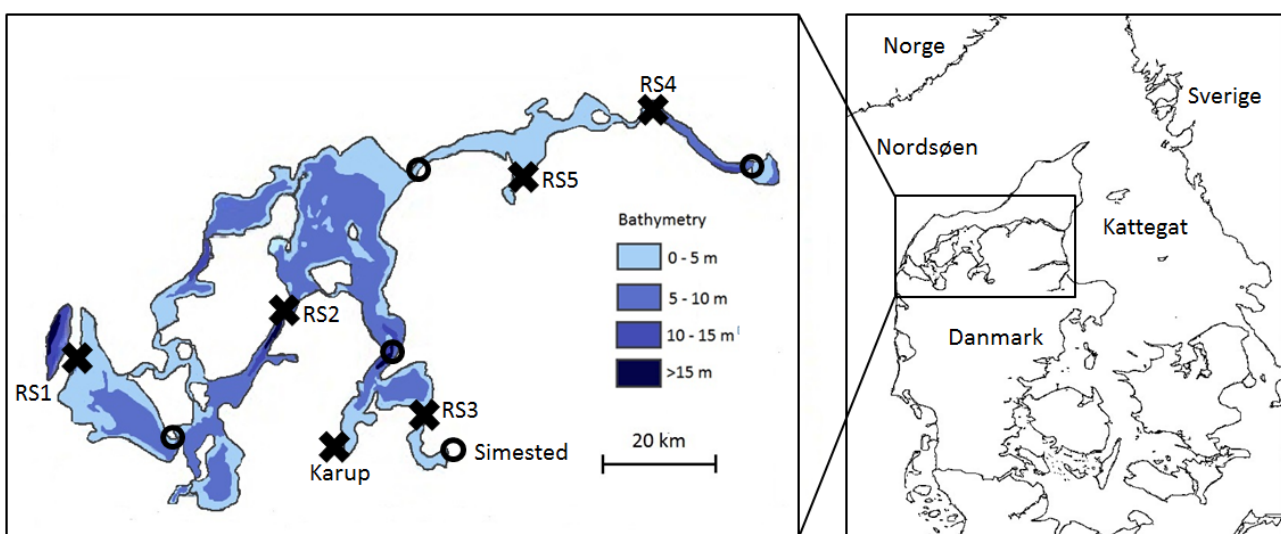 RS4
RS5
Bathymetry
0 - 5 m
5 - 10 m
10 - 15 m
>15 m
RS2
RS1
RS3
Simested
Karup
20 km
Norge
Sverige
Nordsøen
Kattegat
Danmark